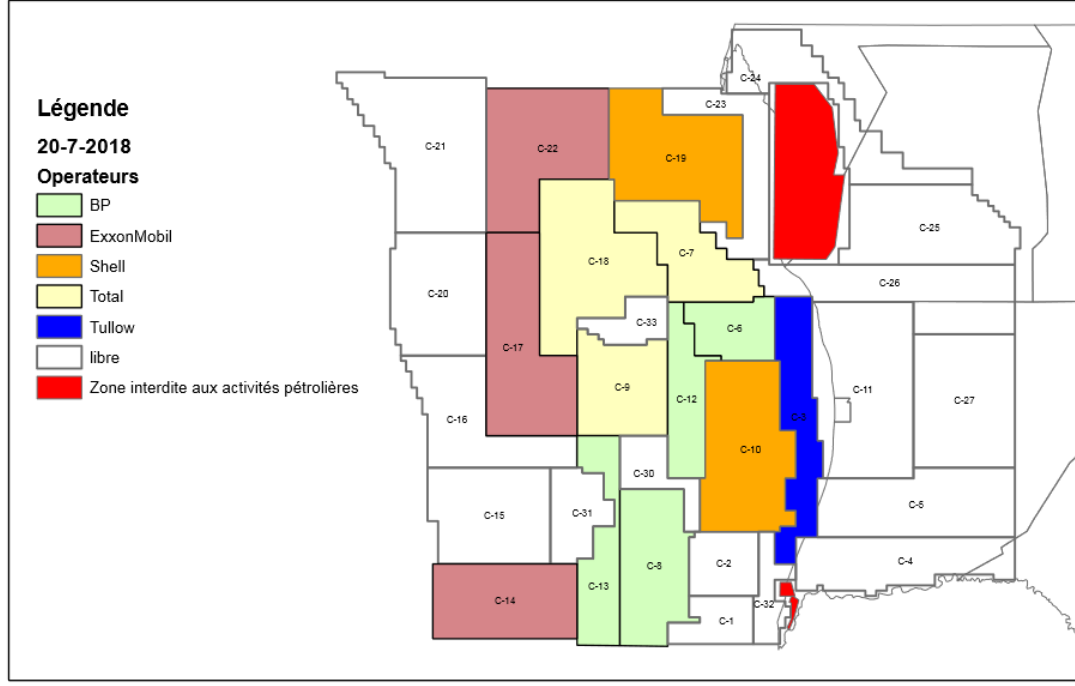 Légende
20-7-2018
Operateurs
BP
ExxonMobil
Shell
Total
Tullow
libre
Zone interdite aux activités pétrolières
C-24
C-23
C-21
C-22
C-19
C-25
C-7
C-18
C-26
C-20
C-33
C-6
C-17
C-9
C-12
C-11
C-27
C-3
C-16
C-10
C-30
C-15
C-31
C-5
C-2
C-4
C-8
C-13
C-14
C-32
C-1